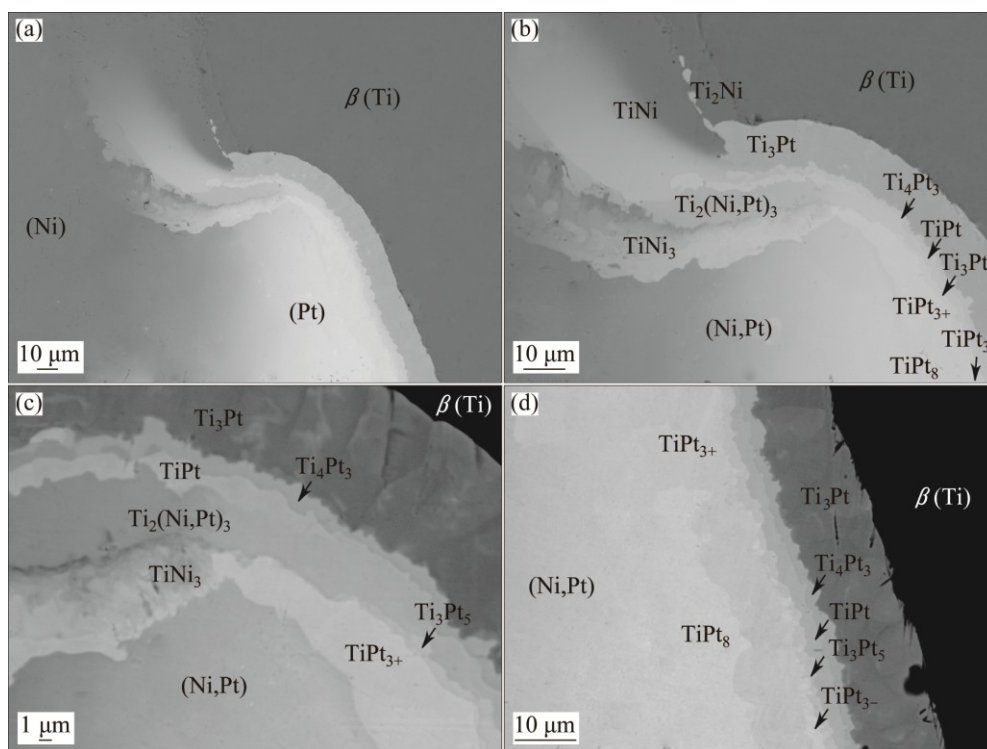 (a)
β(Ti)
(Ni)
(Pt)
10 μm
(b)
β(Ti)
Ti₂Ni
TiNi
Ti₃Pt
Ti₄Pt₃
Ti₂(Ni,Pt)₃
TiPt
TiNi₃
Ti₃Pt
TiPt₃₊
(Ni,Pt)
TiPt₃
TiPt₈
10 μm
(c)
β(Ti)
Ti₃Pt
Ti₄Pt₃
TiPt
Ti₂(Ni,Pt)₃
TiNi₃
Ti₃Pt₅
TiPt₃₊
(Ni,Pt)
1 μm
(d)
TiPt₃₊
Ti₃Pt
β(Ti)
Ti₄Pt₃
(Ni,Pt)
TiPt
TiPt₈
Ti₃Pt₅
TiPt₃₋
10 μm